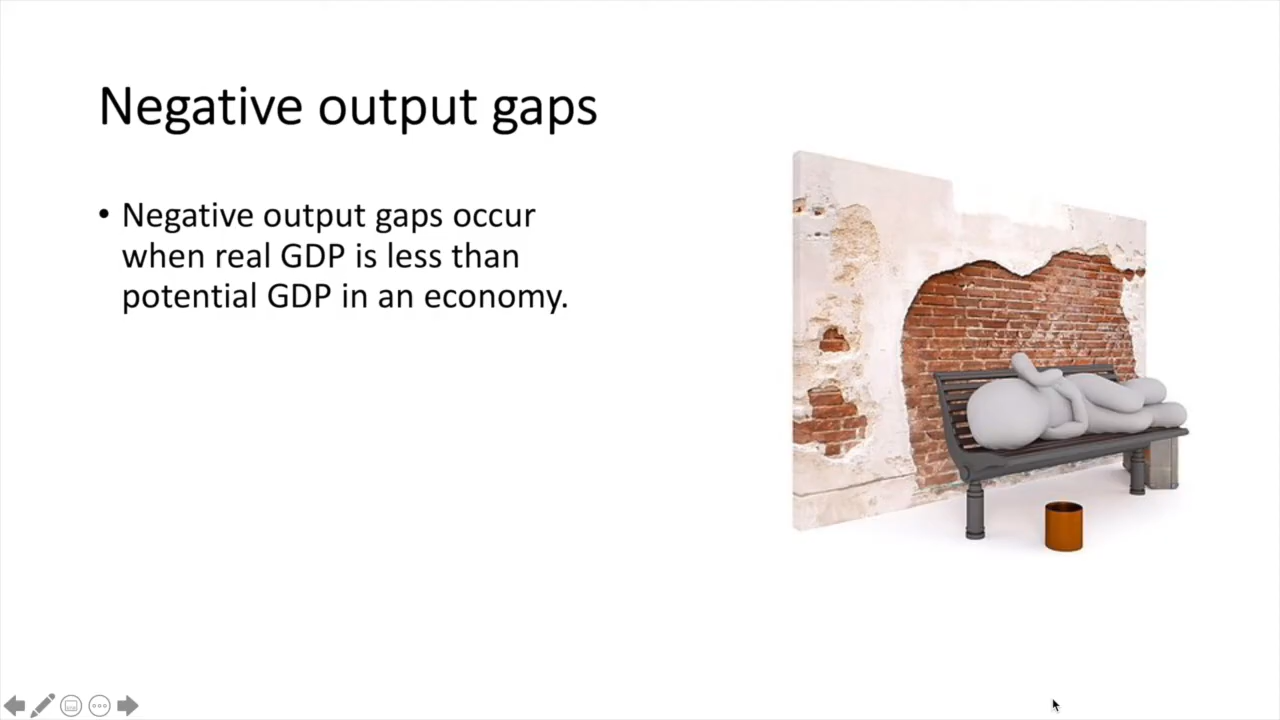 Negative output gaps
• Negative output gaps occur
when real GDP is less than
potential GDP in an economy.